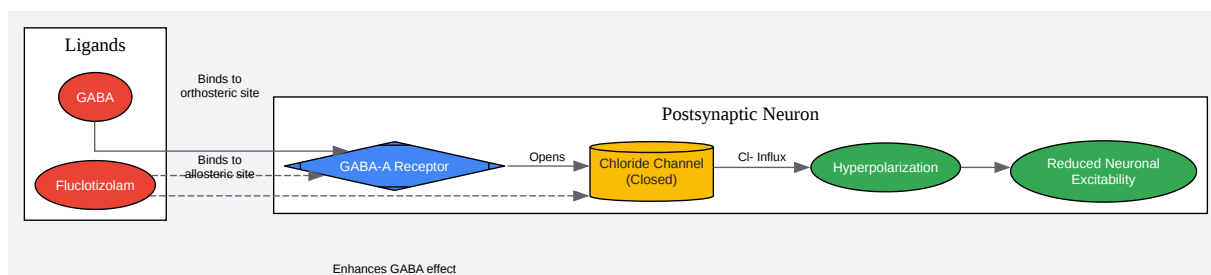 Ligands
GABA
Fluclotizolam
Binds to
orthosteric site
Binds to
allosteric site
Enhances GABA effect
Postsynaptic Neuron
GABA-A Receptor
Opens
Chloride Channel
(Closed)
Cl- Influx
Hyperpolarization
Reduced Neuronal
Excitability